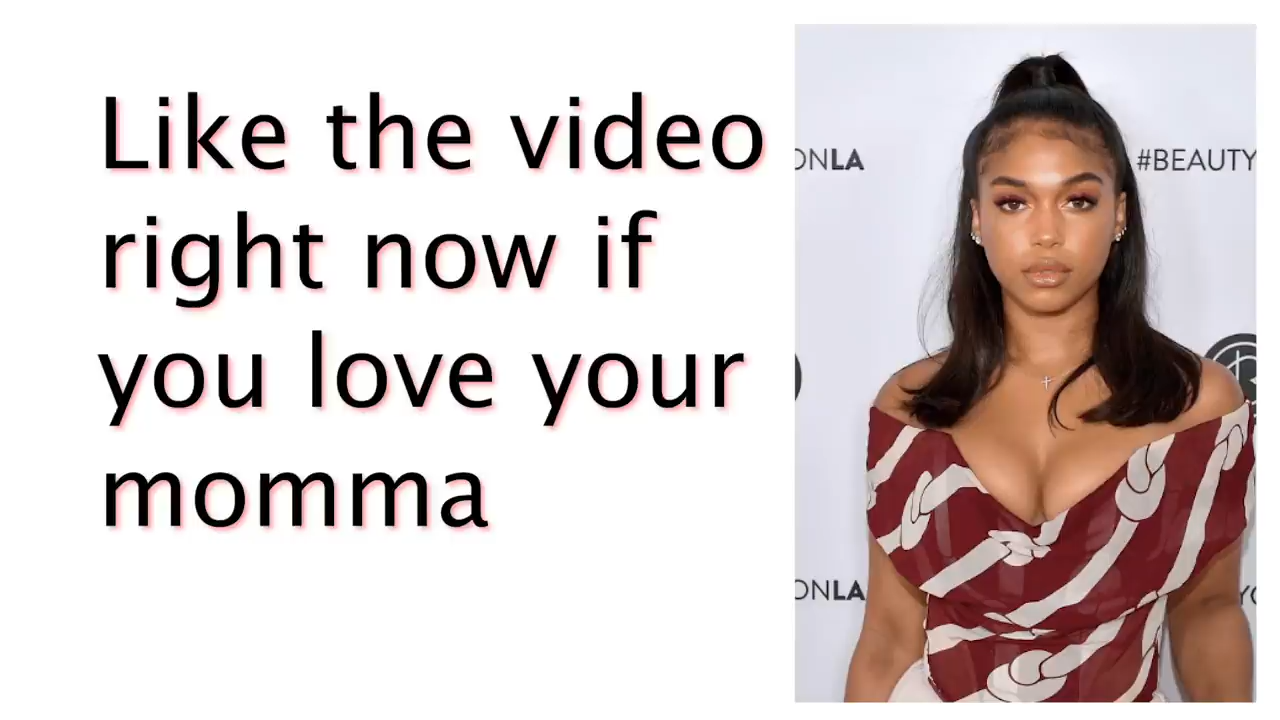 Like the video
right now if
you love your
momma
ONLA
#BEAUTY
ONLA